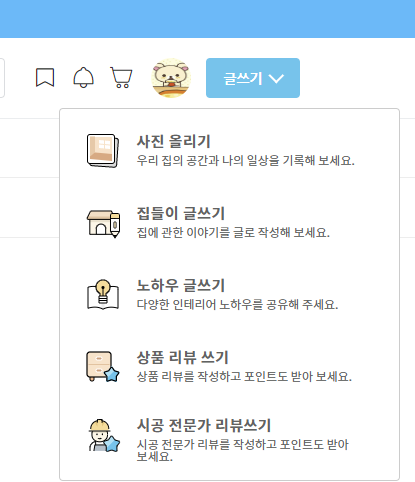 글쓰기
사진 올리기
우리 집의 공간과 나의 일상을 기록해 보세요.
집들이 글쓰기
집에 관한 이야기를 글로 작성해 보세요.
노하우 글쓰기
다양한 인테리어 노하우를 공유해 주세요.
상품 리뷰 쓰기
상품 리뷰를 작성하고 포인트도 받아 보세요.
시공 전문가 리뷰쓰기
시공 전문가 리뷰를 작성하고 포인트도 받아
보세요.